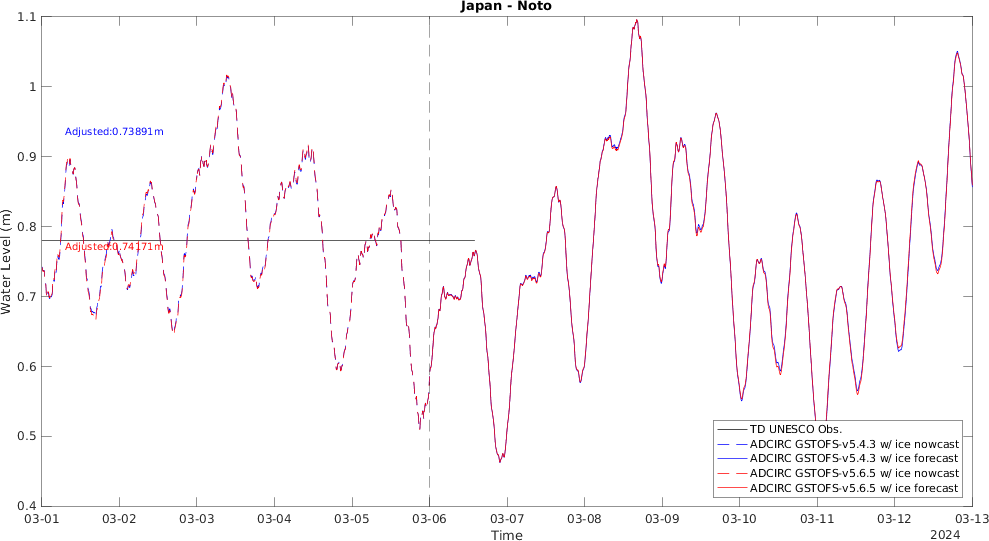 Japan - Noto
1.1
1
0.9
0.8
0.7
0.6
0.5
0.4
Water Level (m)
Adjusted:0.73891m
Adjusted:0.74171m
TD UNESCO Obs.
ADCIRC GSTOFS-v5.4.3 w/ ice nowcast
ADCIRC GSTOFS-v5.4.3 w/ ice forecast
ADCIRC GSTOFS-v5.6.5 w/ ice nowcast
ADCIRC GSTOFS-v5.6.5 w/ ice forecast
03-01 03-02 03-03 03-04 03-05 03-06 03-07 03-08 03-09 03-10 03-11 03-12 03-13
Time
2024